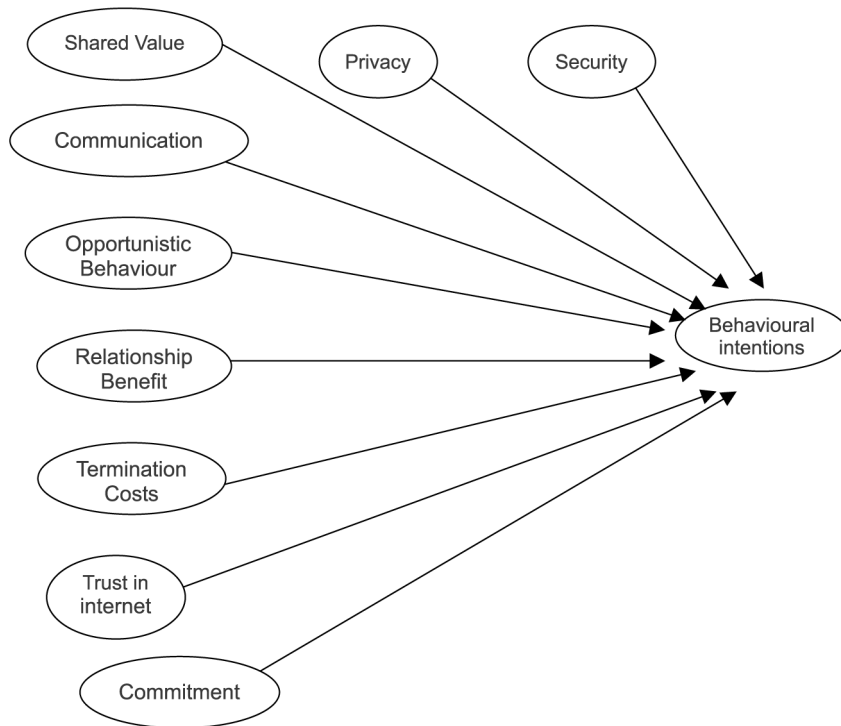 Shared Value
Privacy
Security
Communication
Opportunistic
Behaviour
Behavioural
intentions
Relationship
Benefit
Termination
Costs
Trust in
internet
Commitment